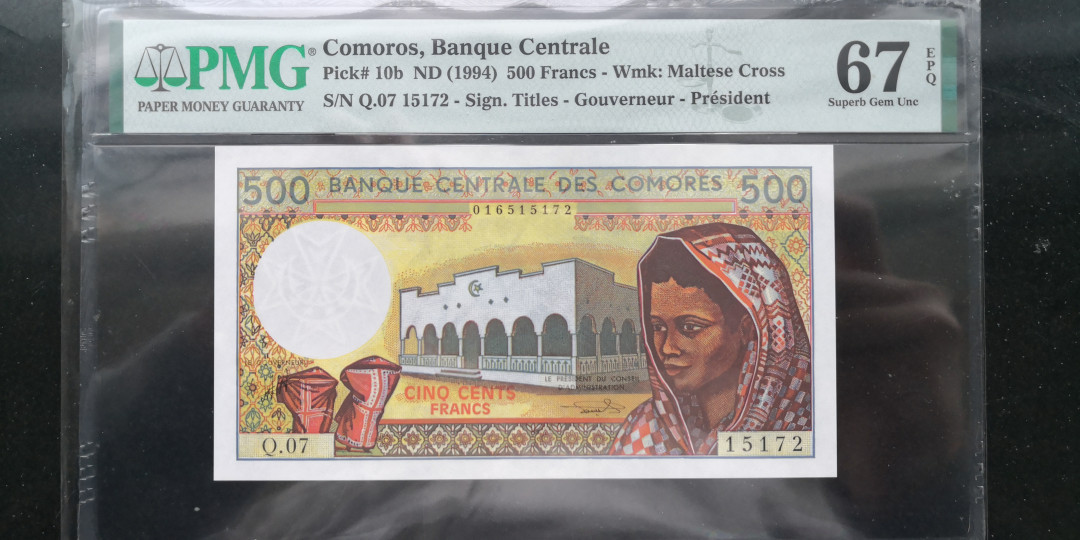 PMG®
PAPER MONEY GUARANTY
Comoros, Banque Centrale
Pick# 10b ND (1994) 500 Francs - Wmk: Maltese Cross
S/N Q.07 15172 - Sign. Titles - Gouverneur - Président
67
EPQ
Superb Gem Unc
500 BANQUE CENTRALE DES COMORES 500
016515172
LE GOUVERNEUR
LE PRÉSIDENT DU CONSEIL
D'ADMINISTRATION
CINQ CENTS
FRANCS
Q.07
15172